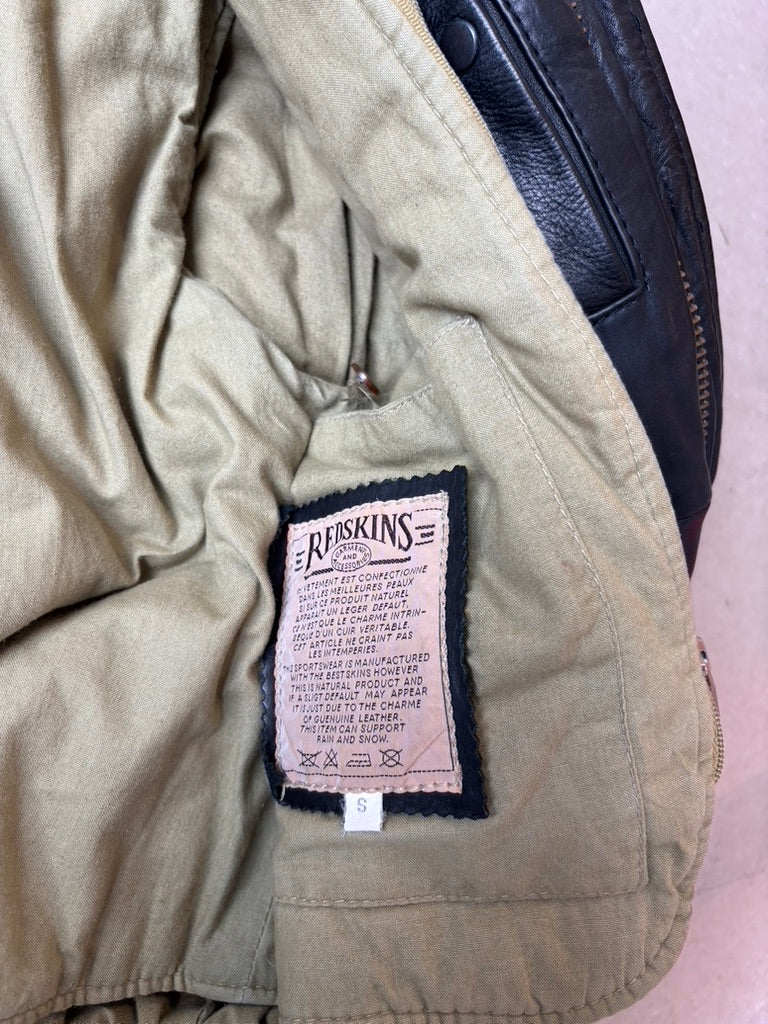 REDSKINS
GARMENT
AND
ACCESSORIES
VETEMENT EST CONFECTIONNE
DANS LES MEILLEURES PEAUX
SI SUR CE PRODUIT NATUREL
APPARAIT UN LEGER DEFAUT,
CE N'EST QUE LE CHARME INTRIN-
SEQUE D'UN CUIR VERITABLE.
CET ARTICLE NE CRAINT PAS
LES INTEMPERIES.
THIS SPORTSWEAR IS MANUFACTURED
WITH THE BEST SKINS HOWEVER
THIS IS NATURAL PRODUCT AND
IF A SLIGT DEFAULT MAY APPEAR
IT IS JUST DUE TO THE CHARME
OF GUENUINE LEATHER.
THIS ITEM CAN SUPPORT
RAIN AND SNOW.
S